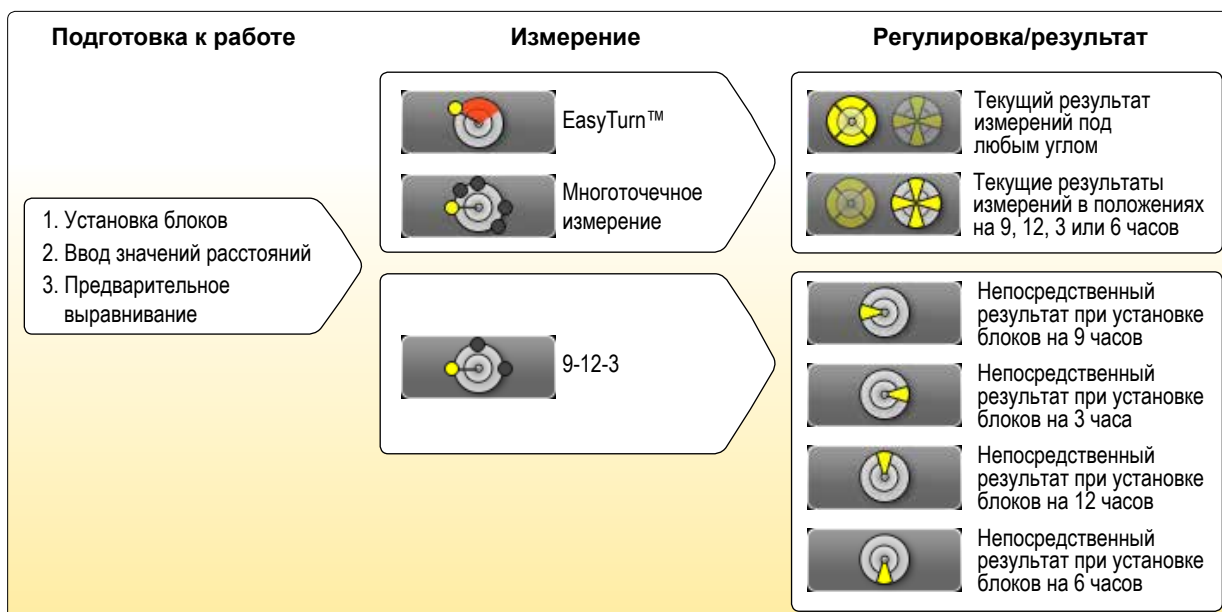 Подготовка к работе
1. Установка блоков
2. Ввод значений расстояний
3. Предварительное
выравнивание
Измерение
EasyTurn™
Многоточечное
измерение
9-12-3
Регулировка/результат
Текущий результат
измерений под
любым углом
Текущие результаты
измерений в положениях
на 9, 12, 3 или 6 часов
Непосредственный
результат при установке
блоков на 9 часов
Непосредственный
результат при установке
блоков на 3 часа
Непосредственный
результат при установке
блоков на 12 часов
Непосредственный
результат при установке
блоков на 6 часов